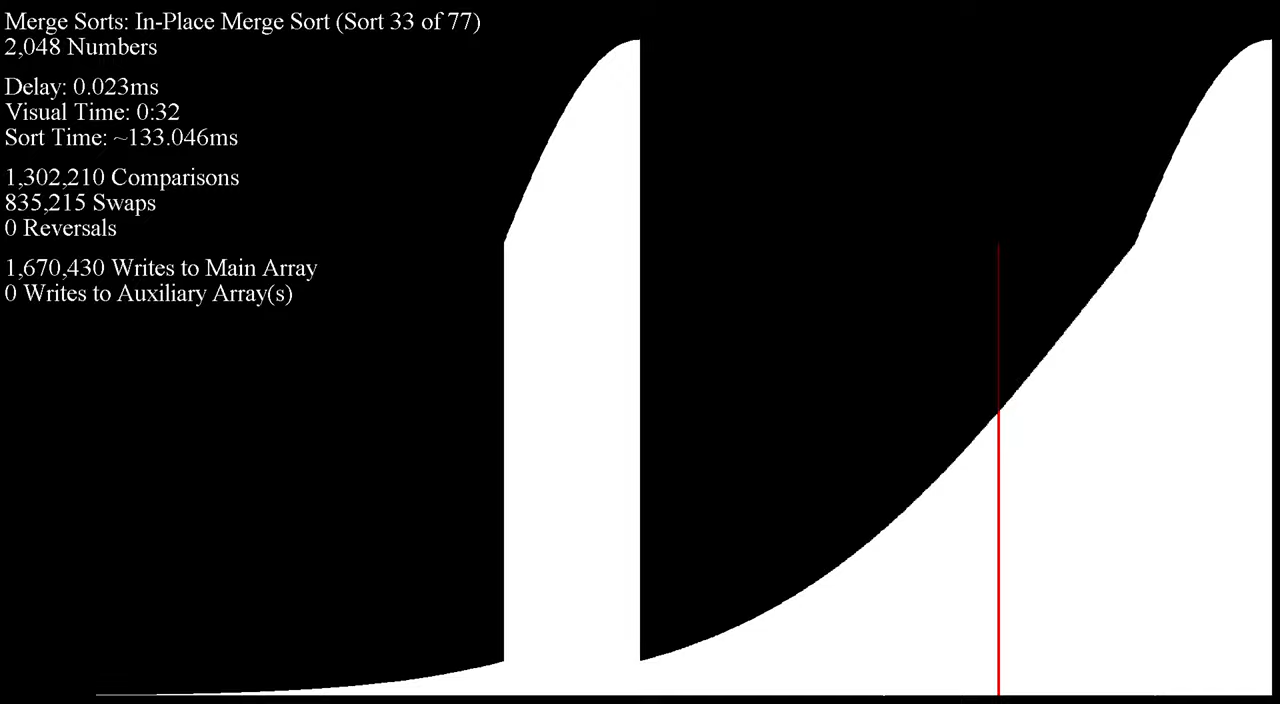 Merge Sorts: In-Place Merge Sort (Sort 33 of 77)
2,048 Numbers
Delay: 0.023ms
Visual Time: 0:32
Sort Time: ~133.046ms
1,302,210 Comparisons
835,215 Swaps
0 Reversals
1,670,430 Writes to Main Array
0 Writes to Auxiliary Array(s)